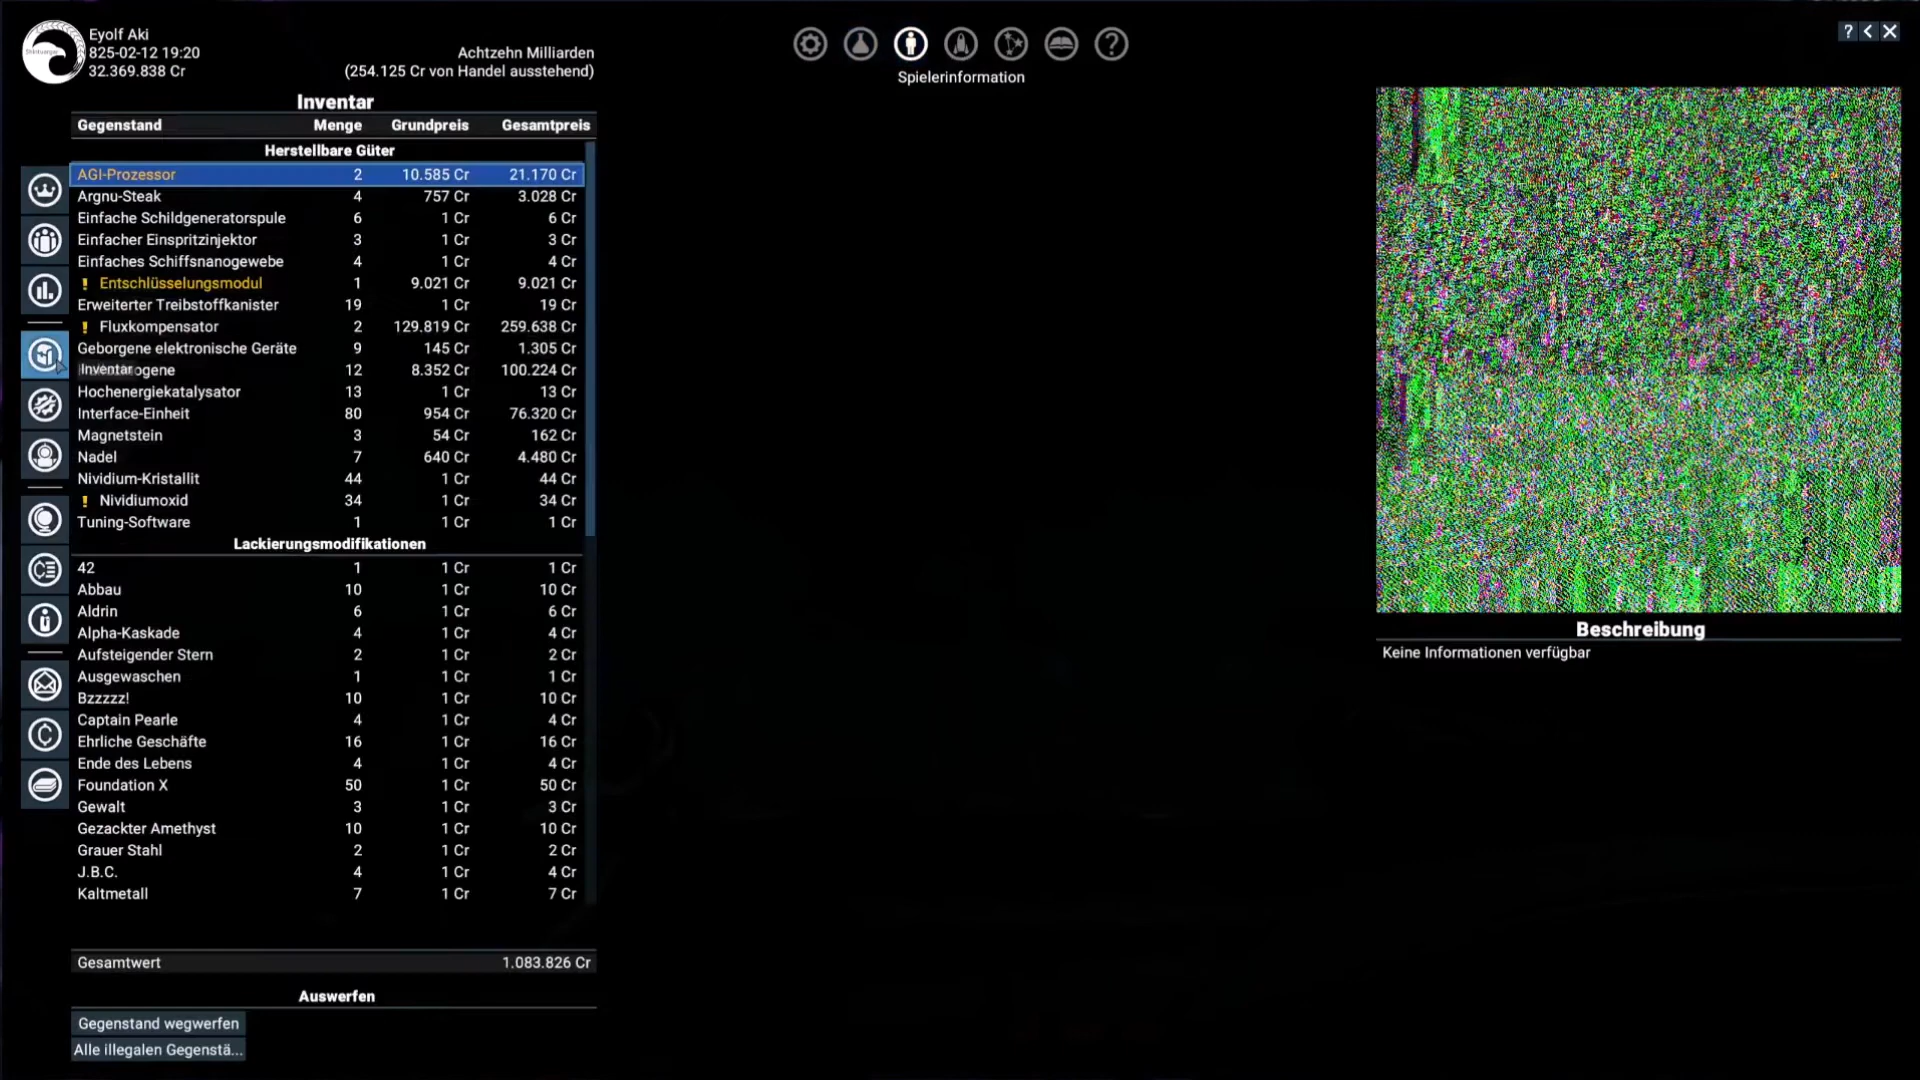 Eyolf Aki
825-02-12 19:20
32.369.838 Cr
Achtzehn Milliarden
(254.125 Cr von Handel ausstehend)
Spielerinformation
?
Inventar
Gegenstand Menge Grundpreis Gesamtpreis
Herstellbare Güter
AGI-Prozessor 2 10.585 Cr 21.170 Cr
Argnu-Steak 4 757 Cr 3.028 Cr
Einfache Schildgeneratorspule 6 1 Cr 6 Cr
Einfacher Einspritzinjektor 3 1 Cr 3 Cr
Einfaches Schiffsnanogewebe 4 1 Cr 4 Cr
! Entschlüsselungsmodul 1 9.021 Cr 9.021 Cr
Erweiterter Treibstoffkanister 19 1 Cr 19 Cr
! Fluxkompensator 2 129.819 Cr 259.638 Cr
Geborgene elektronische Geräte 9 145 Cr 1.305 Cr
Inventar ogene 12 8.352 Cr 100.224 Cr
Hochenergiekatalysator 13 1 Cr 13 Cr
Interface-Einheit 80 954 Cr 76.320 Cr
Magnetstein 3 54 Cr 162 Cr
Nadel 7 640 Cr 4.480 Cr
Nividium-Kristallit 44 1 Cr 44 Cr
! Nividiumoxid 34 1 Cr 34 Cr
Tuning-Software 1 1 Cr 1 Cr
Lackierungsmodifikationen
42 1 1 Cr 1 Cr
Abbau 10 1 Cr 10 Cr
Aldrin 6 1 Cr 6 Cr
Alpha-Kaskade 4 1 Cr 4 Cr
Aufsteigender Stern 2 1 Cr 2 Cr
Ausgewaschen 1 1 Cr 1 Cr
Bzzzzz! 10 1 Cr 10 Cr
Captain Pearle 4 1 Cr 4 Cr
Ehrliche Geschäfte 16 1 Cr 16 Cr
Ende des Lebens 4 1 Cr 4 Cr
Foundation X 50 1 Cr 50 Cr
Gewalt 3 1 Cr 3 Cr
Gezackter Amethyst 10 1 Cr 10 Cr
Grauer Stahl 2 1 Cr 2 Cr
J.B.C. 4 1 Cr 4 Cr
Kaltmetall 7 1 Cr 7 Cr
Gesamtwert 1.083.826 Cr
Auswerfen
Gegenstand wegwerfen
Alle illegalen Gegenstä...
Beschreibung
Keine Informationen verfügbar